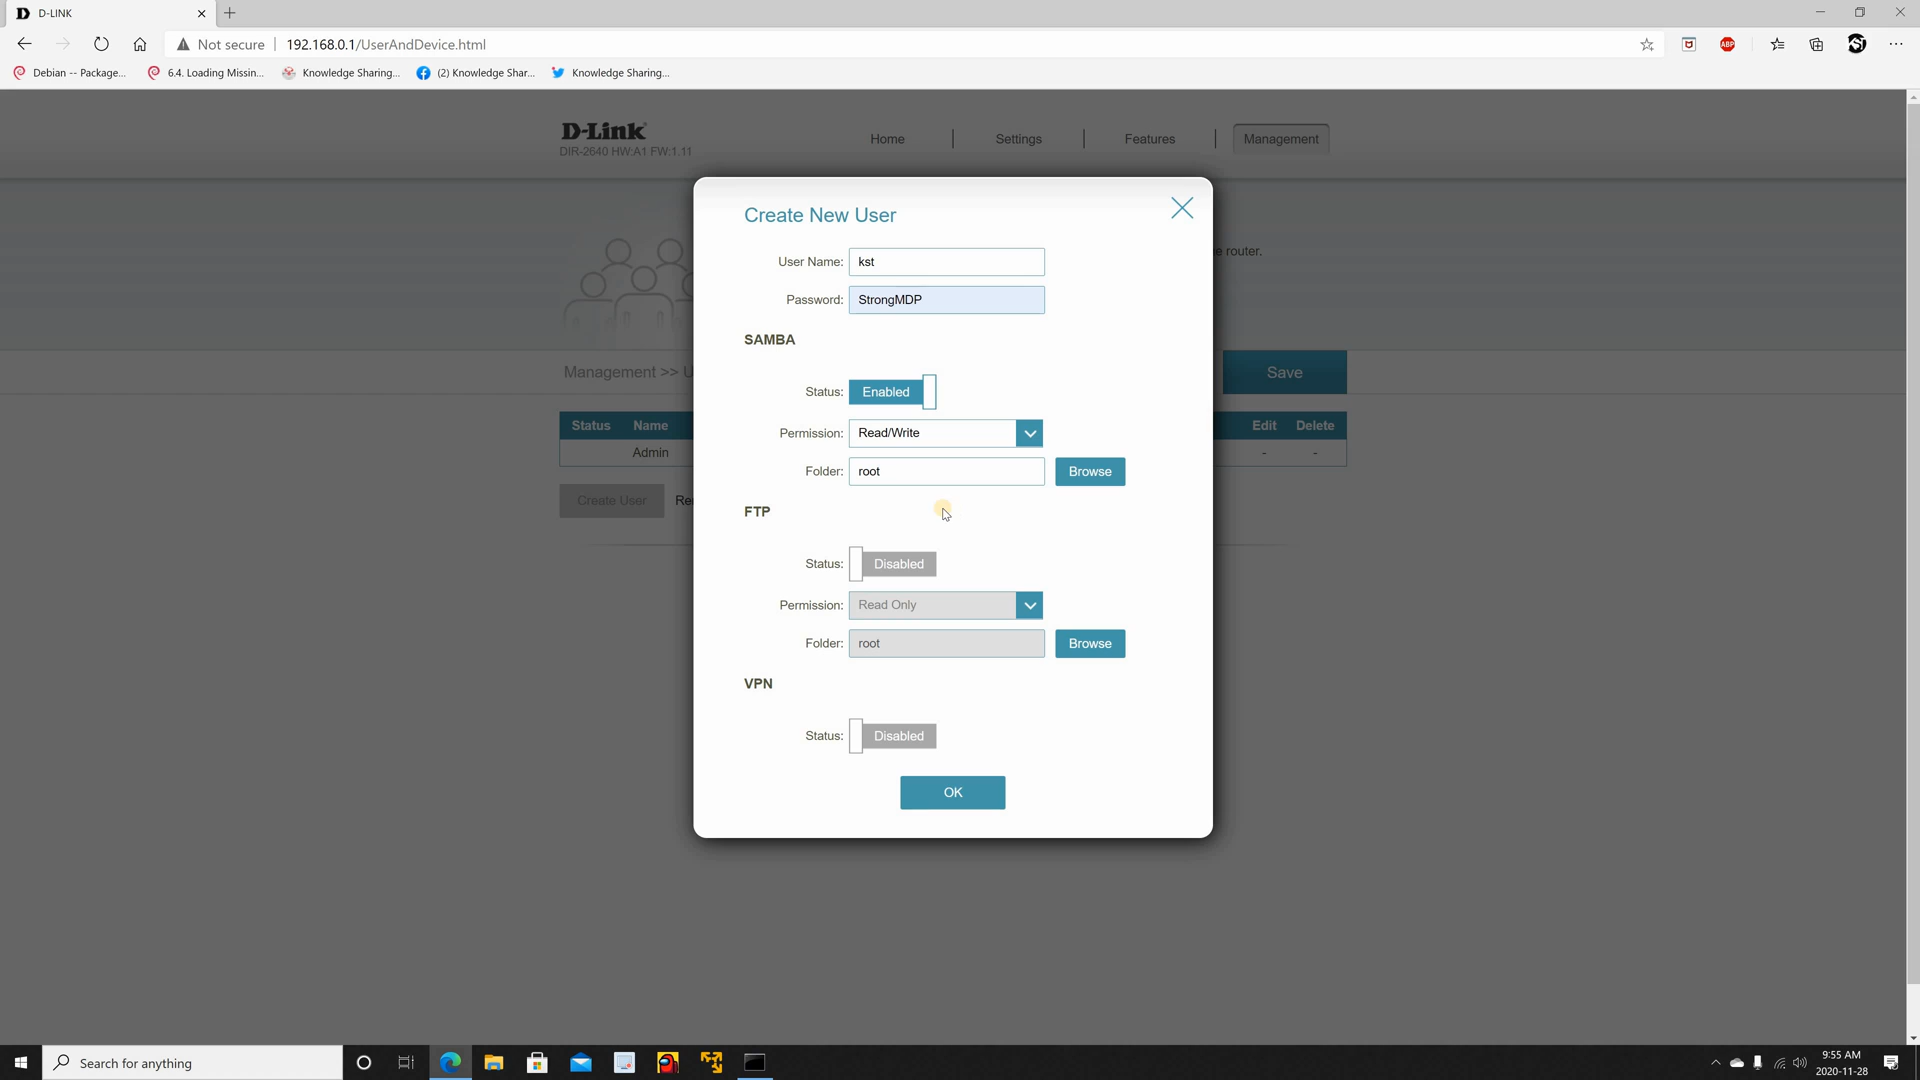 D-LINK
Not secure
192.168.0.1/UserAndDevice.html
Debian -- Package...
6.4. Loading Missin...
Knowledge Sharing...
(2) Knowledge Shar...
Knowledge Sharing...
ABP
D-Link
DIR-2640 HW:A1 FW:1.11
Home
Settings
Features
Management
e router.
Management >> U
Save
Status Name
Edit Delete
Admin
- -
Create User
Re
Create New User
User Name: kst
Password: StrongMDP
SAMBA
Status: Enabled
Permission: Read/Write
Folder: root Browse
FTP
Status: Disabled
Permission: Read Only
Folder: root Browse
VPN
Status: Disabled
OK
Search for anything
9:55 AM
2020-11-28